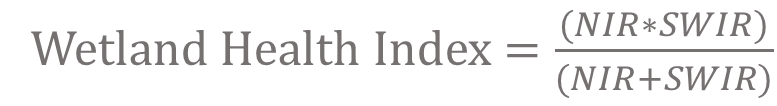 Wetland Health Index = (NIR*SWIR)
(NIR+SWIR)